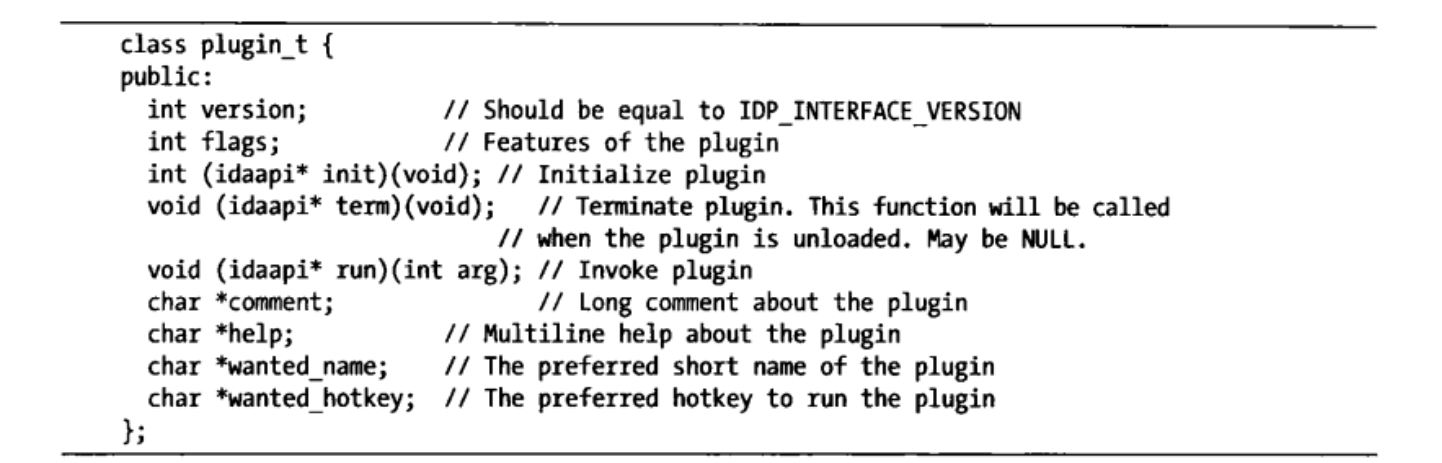 class plugin_t {
public:
  int version;          // Should be equal to IDP_INTERFACE_VERSION
  int flags;            // Features of the plugin
  int (idaapi* init)(void); // Initialize plugin
  void (idaapi* term)(void);   // Terminate plugin. This function will be called
                            // when the plugin is unloaded. May be NULL.
  void (idaapi* run)(int arg); // Invoke plugin
  char *comment;               // Long comment about the plugin
  char *help;           // Multiline help about the plugin
  char *wanted_name;    // The preferred short name of the plugin
  char *wanted_hotkey;  // The preferred hotkey to run the plugin
};